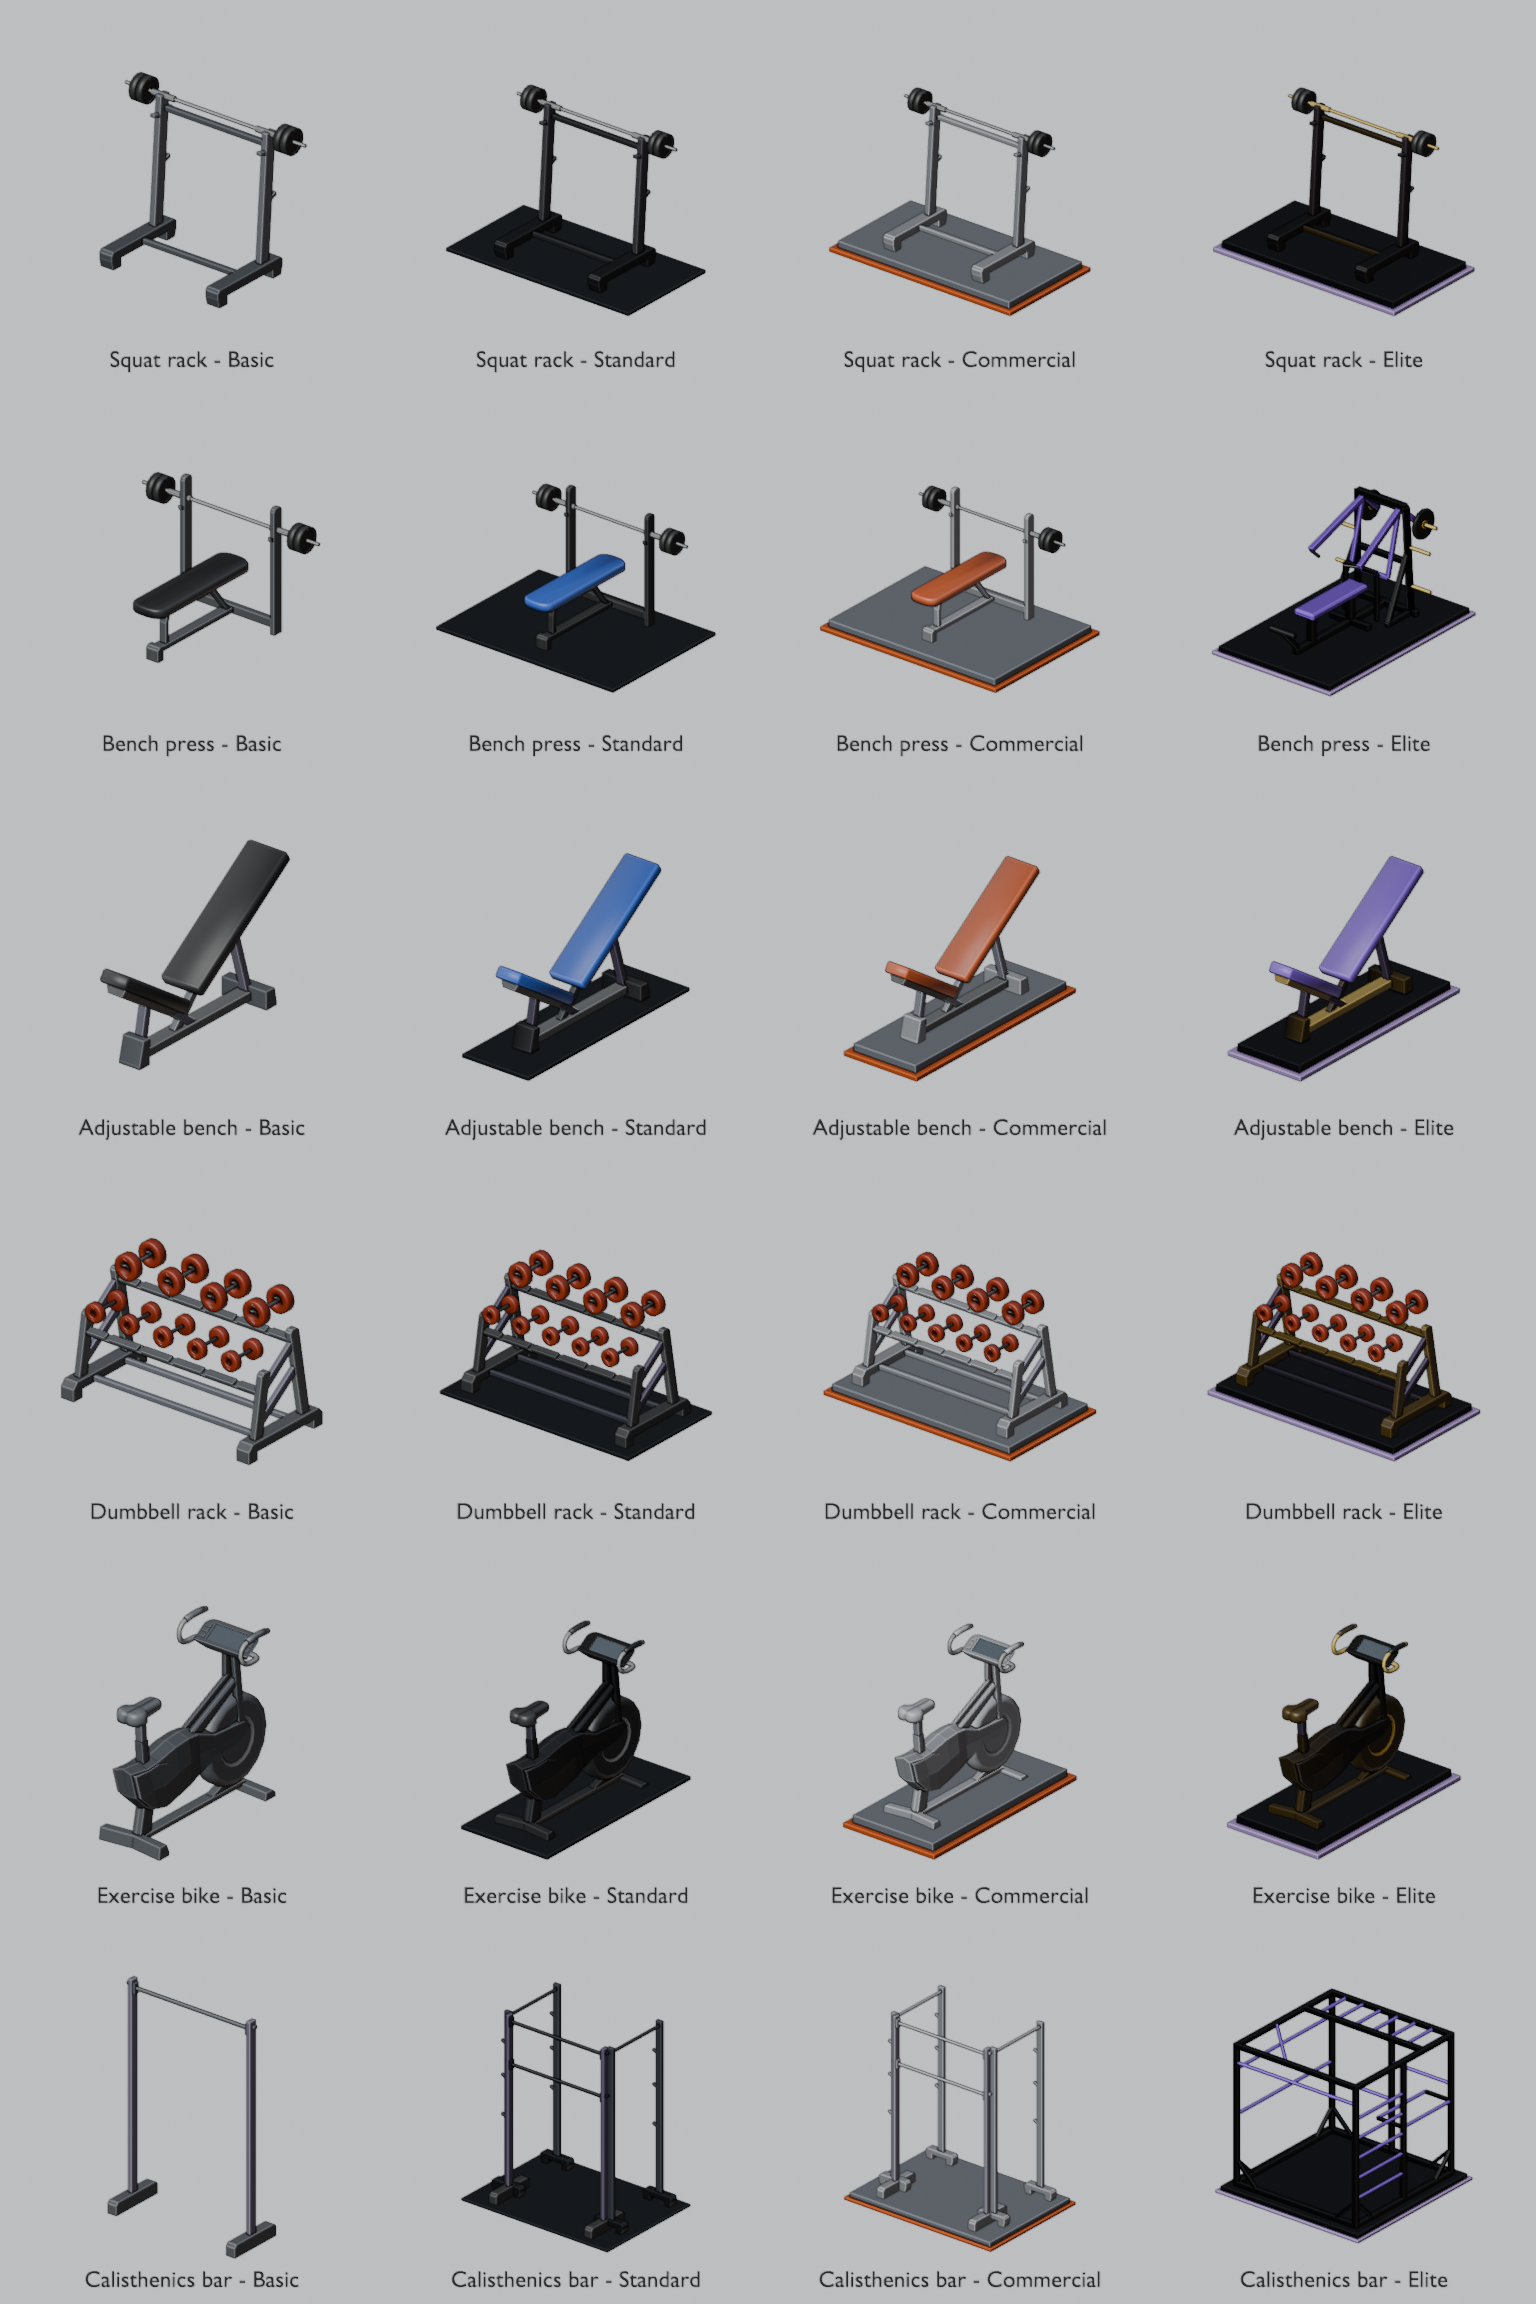 Squat rack - Basic
Squat rack - Standard
Squat rack - Commercial
Squat rack - Elite
Bench press - Basic
Bench press - Standard
Bench press - Commercial
Bench press - Elite
Adjustable bench - Basic
Adjustable bench - Standard
Adjustable bench - Commercial
Adjustable bench - Elite
Dumbbell rack - Basic
Dumbbell rack - Standard
Dumbbell rack - Commercial
Dumbbell rack - Elite
Exercise bike - Basic
Exercise bike - Standard
Exercise bike - Commercial
Exercise bike - Elite
Calisthenics bar - Basic
Calisthenics bar - Standard
Calisthenics bar - Commercial
Calisthenics bar - Elite